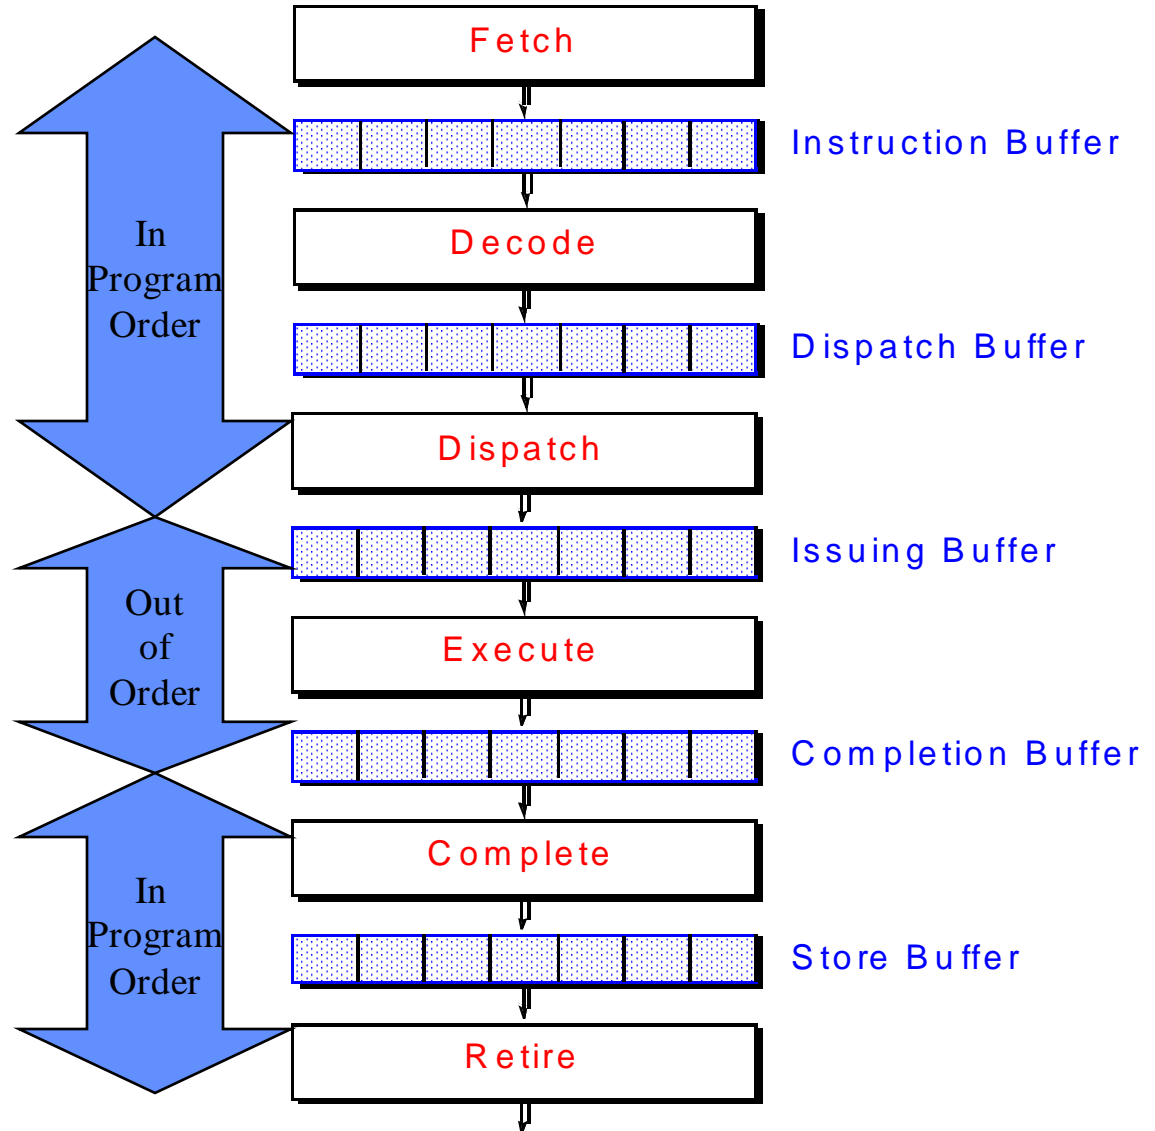 Fetch
Instruction Buffer
Decode
In
Program
Order
Dispatch Buffer
Dispatch
Issuing Buffer
Out
of
Order
Execute
Completion Buffer
Complete
In
Program
Order
Store Buffer
Retire